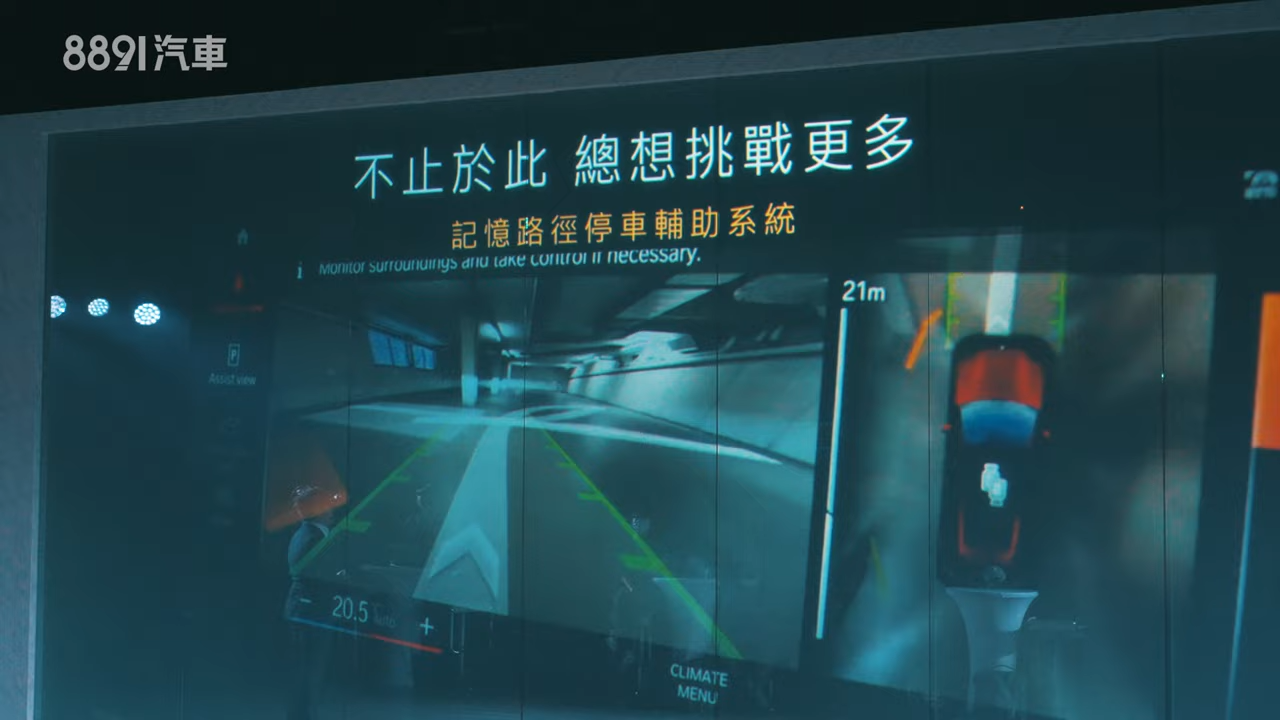 8891汽車
不止於此 總想挑戰更多
記憶路徑停車輔助系統
i Monitor surroundings and take control if necessary.
21m
P
Assist view
− 20.5 Auto +
CLIMATE
MENU